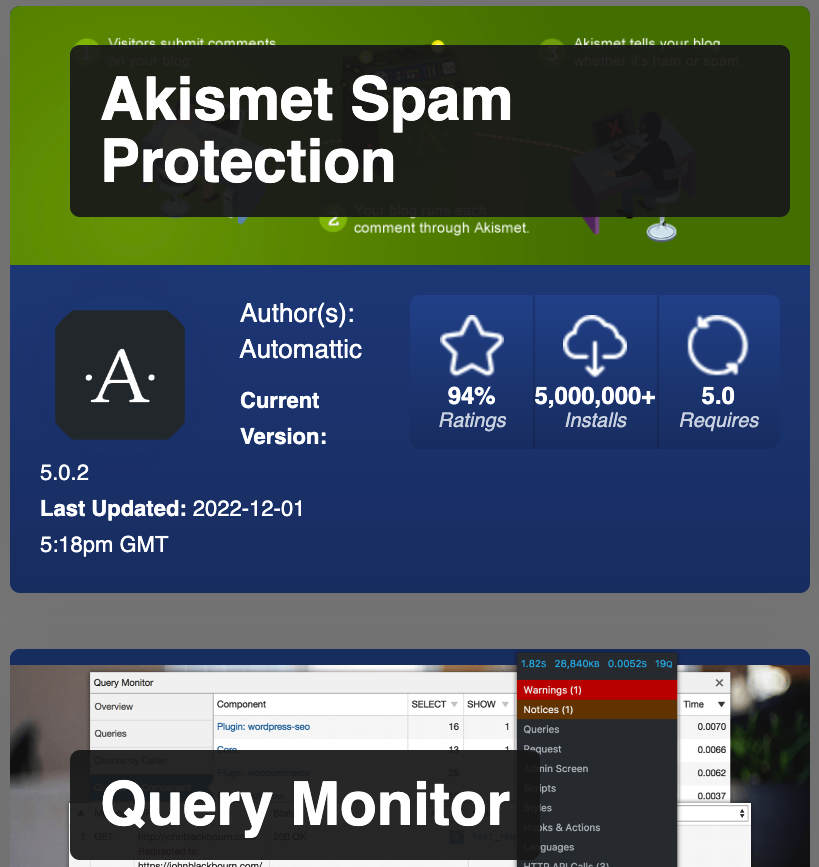 Visitors submit comments
on your blog.
Akismet tells your blog
whether it's ham or spam.
Akismet Spam
Protection
2
Your blog runs each
comment through Akismet.
·A·
Author(s):
Automattic
Current
Version:
5.0.2
Last Updated: 2022-12-01
5:18pm GMT
94%
Ratings
5,000,000+
Installs
5.0
Requires
1.82S 28,840KB 0.0052S 19Q
Query Monitor
Overview
Queries
Component SELECT SHOW Time
Plugin: wordpress-seo 16 1 0.0070
Core 13 1 0.0066
0.0062
0.0037
Warnings (1)
Notices (1)
Queries
Request
Admin Screen
Scripts
Styles
Hooks & Actions
Languages
HTTP API Calls (3)
Query Monitor
https://johnblackbourn.com/